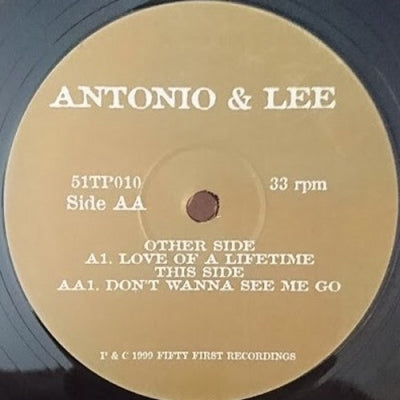 ANTONIO & LEE
51TP010 33 rpm
Side AA
OTHER SIDE
A1. LOVE OF A LIFETIME
THIS SIDE
AA1. DON'T WANNA SEE ME GO
P & C 1999 FIFTY FIRST RECORDINGS